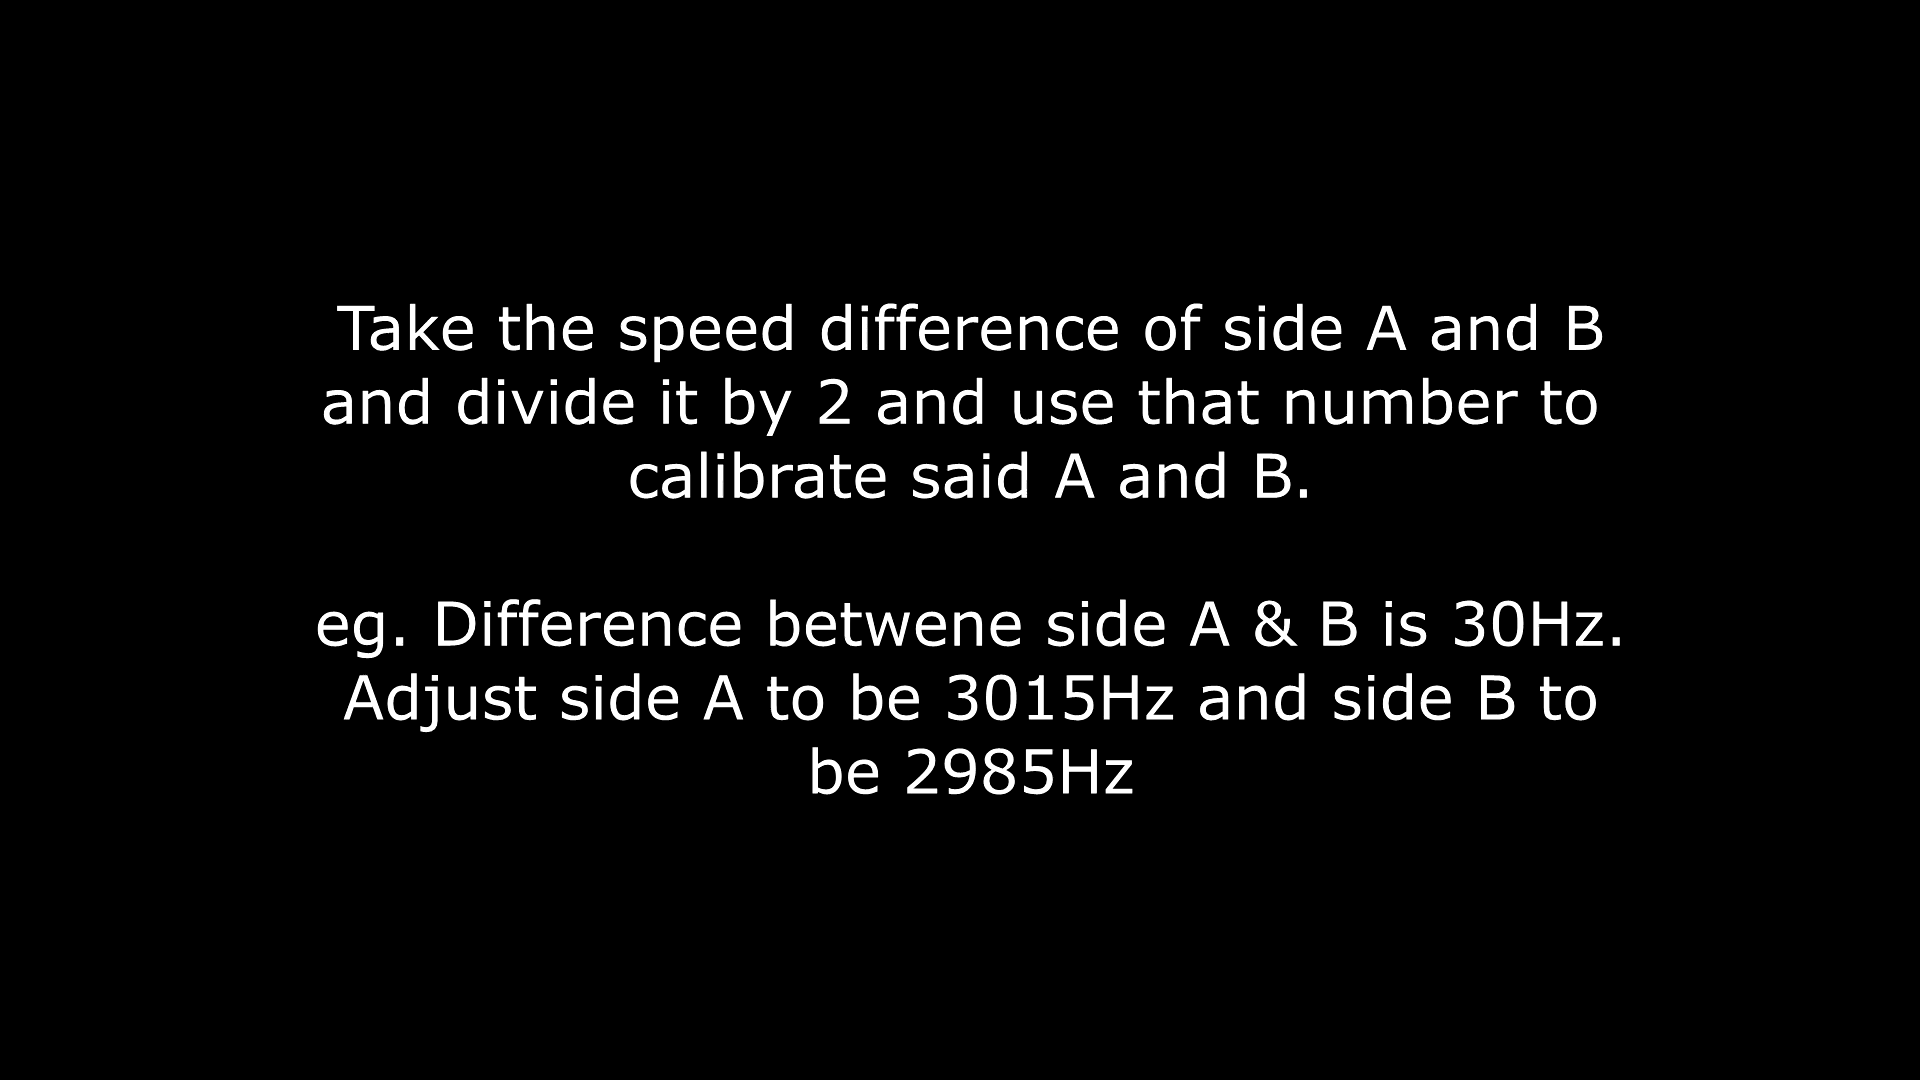 Take the speed difference of side A and B
and divide it by 2 and use that number to
calibrate said A and B.
eg. Difference betwene side A & B is 30Hz.
Adjust side A to be 3015Hz and side B to
be 2985Hz